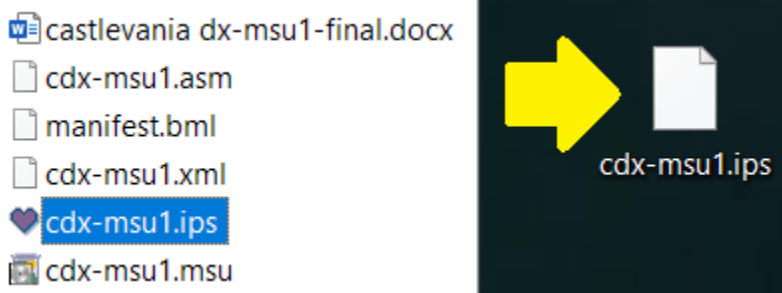 castlevania dx-msu1-final.docx
cdx-msu1.asm
manifest.bml
cdx-msu1.xml
cdx-msu1.ips
cdx-msu1.msu
cdx-msu1.ips